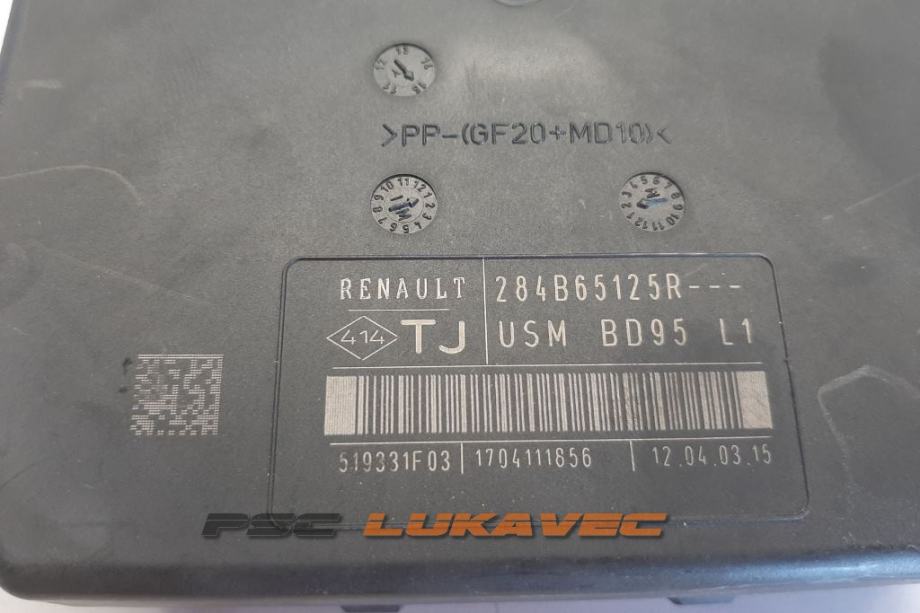 >PP-(GF20+MD10)<
RENAULT
284B65125R---
414 TJ
USM BD95 L1
519331F03 1704111856 12.04.03.15
PSC LUKAVEC